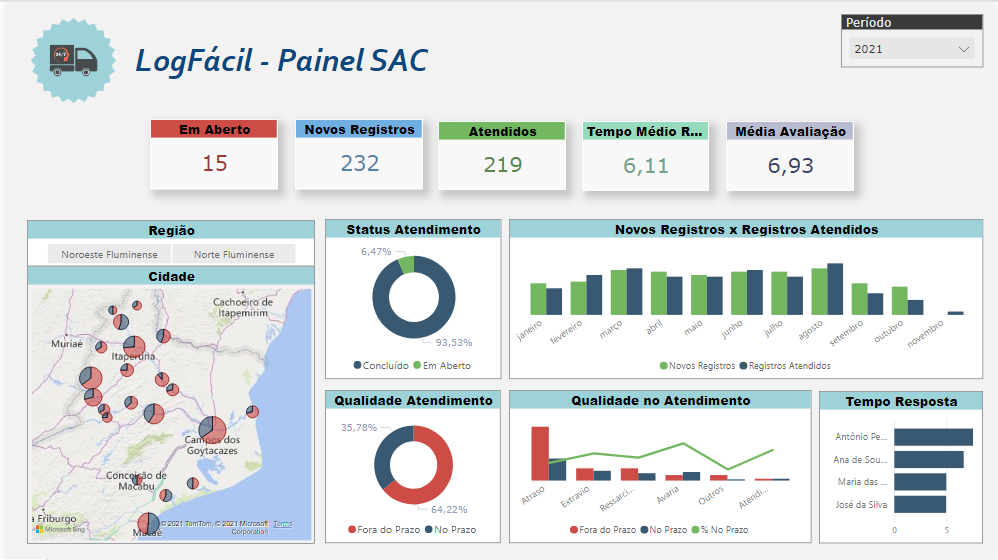 24/7
LogFácil - Painel SAC
Período
2021
Em Aberto
15
Novos Registros
232
Atendidos
219
Tempo Médio R...
6,11
Média Avaliação
6,93
Região
Noroeste Fluminense
Norte Fluminense
Cidade
Cachoeiro de
Itapemirim
Muriaé
Itaperuna
Campos dos
Goytacazes
Conceição de
Macabu
a Friburgo
Macaé
Microsoft Bing
© 2021 TomTom, © 2021 Microsoft
Corporation
Terms
Status Atendimento
6,47%
93,53%
Concluído
Em Aberto
Novos Registros x Registros Atendidos
janeiro
fevereiro
março
abril
maio
junho
julho
agosto
setembro
outubro
novembro
Novos Registros
Registros Atendidos
Qualidade Atendimento
35,78%
64,22%
Fora do Prazo
No Prazo
Qualidade no Atendimento
Atraso
Extravio
Ressarci...
Avaria
Outros
Atendi...
Fora do Prazo
No Prazo
% No Prazo
Tempo Resposta
Antônio Pe...
Ana de Sou...
Maria das ...
José da Silva
0
5